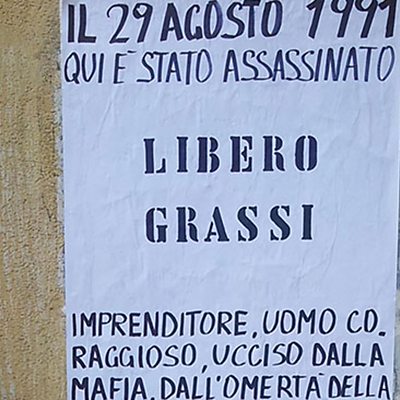 IL 29 AGOSTO 1991
QUI È STATO ASSASSINATO
LIBERO
GRASSI
IMPRENDITORE, UOMO CO.
RAGGIOSO, UCCISO DALLA
MAFIA, DALL'OMERTÀ DELLA